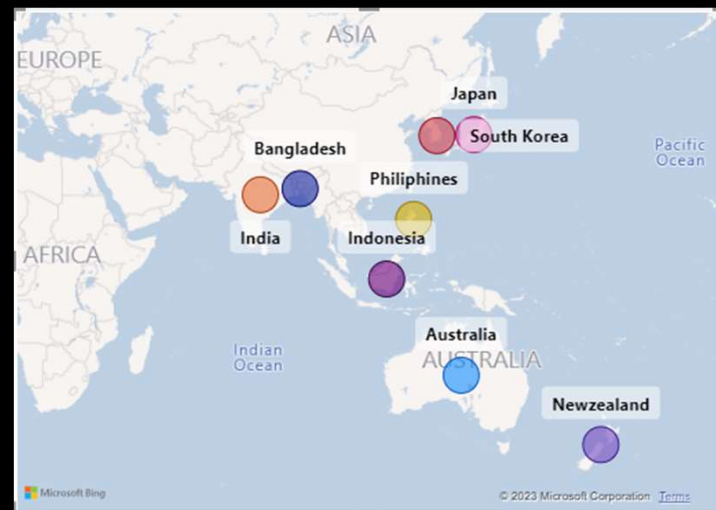 ASIA
EUROPE
Japan
South Korea
Pacific
Ocean
Bangladesh
Philiphines
India
Indonesia
AFRICA
Australia
AUSTRALIA
Indian
Ocean
Newzealand
Microsoft Bing
© 2023 Microsoft Corporation Terms